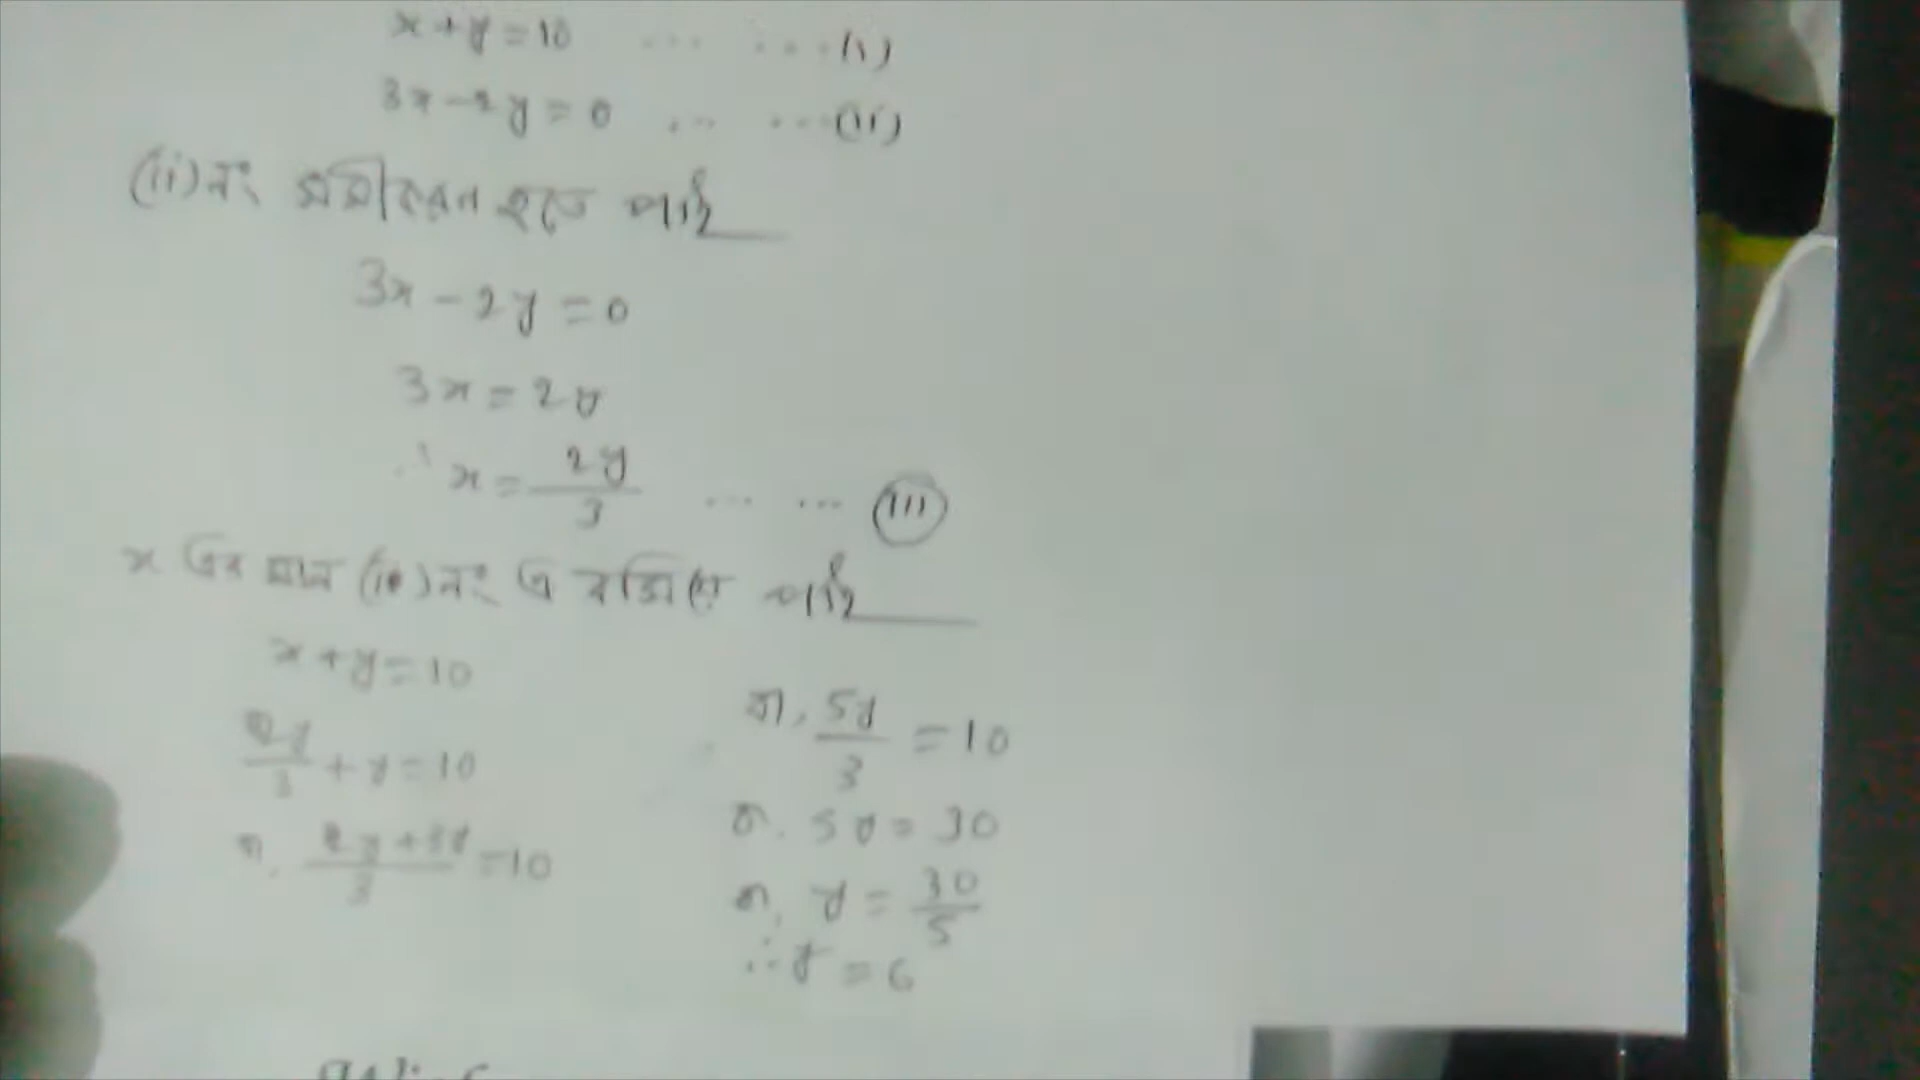 x + y = 10 ... ... (i)
3x - 2y = 0 ... ... (ii)
(ii) নং সমীকরন হতে পাই
3x - 2y = 0
3x = 2y
∴ x = 2y/3 ... ... (iii)
x এর মান (i) নং এ বসিয়ে পাই
x + y = 10
2y/3 + y = 10
বা, (2y + 3y)/3 = 10
বা, 5y/3 = 10
বা, 5y = 30
বা, y = 30/5
∴ y = 6